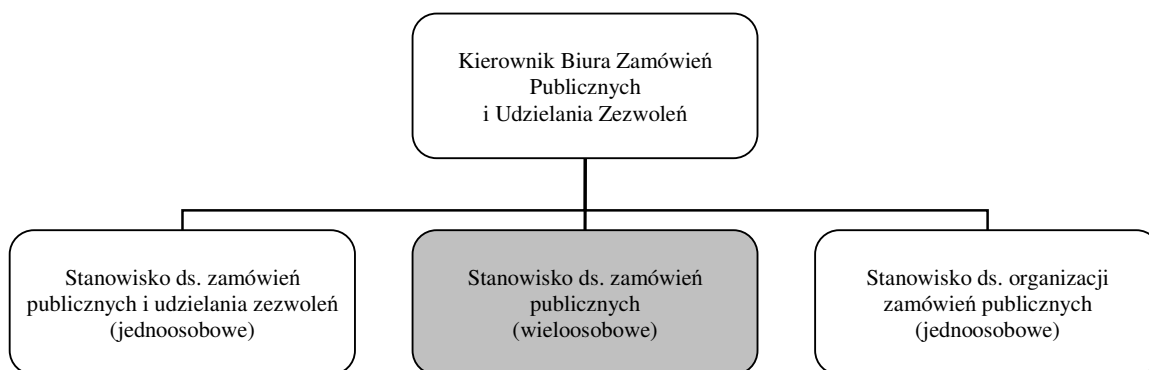 Kierownik Biura Zamówień
Publicznych
i Udzielania Zezwoleń
Stanowisko ds. zamówień
publicznych i udzielania zezwoleń
(jednoosobowe)
Stanowisko ds. zamówień
publicznych
(wieloosobowe)
Stanowisko ds. organizacji
zamówień publicznych
(jednoosobowe)